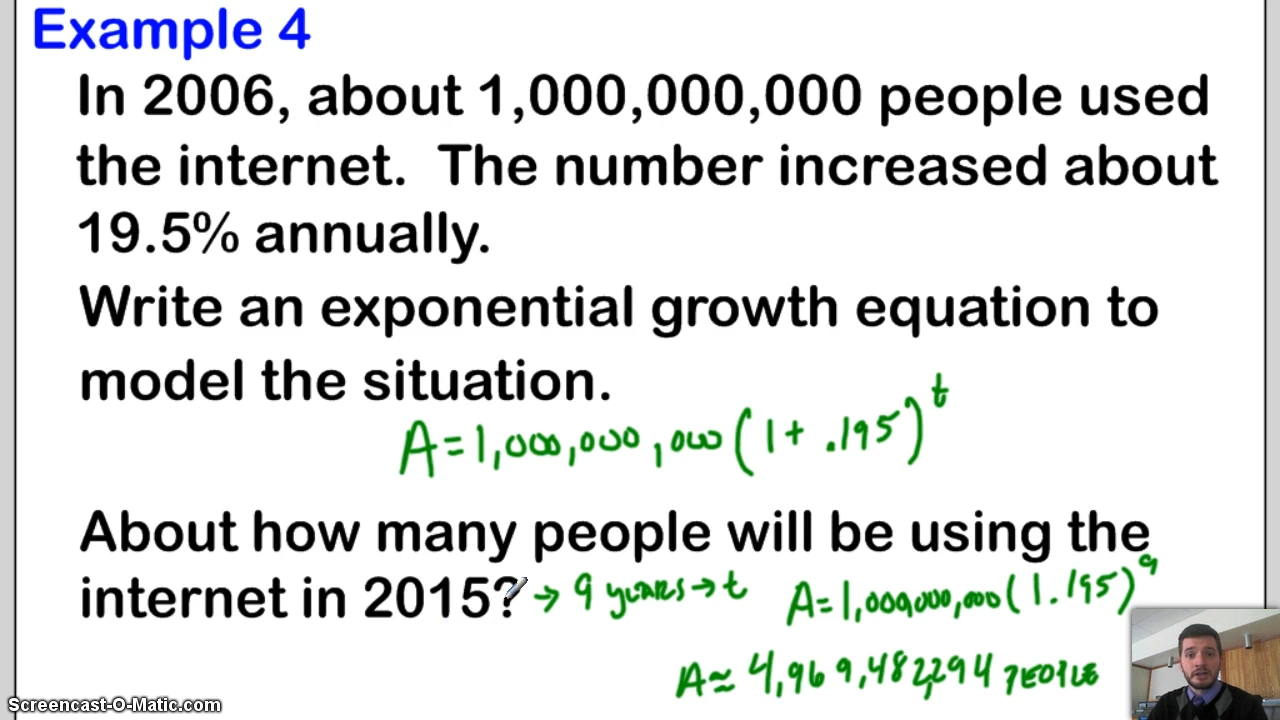 Example 4
In 2006, about 1,000,000,000 people used
the internet.  The number increased about
19.5% annually.
Write an exponential growth equation to
model the situation.
A=1,000,000,000(1+.195)^t
About how many people will be using the
internet in 2015? → 9 YEARS → t
A=1,000,000,000(1.195)^9
A≈4,969,482,294 PEOPLE
Screencast-O-Matic.com